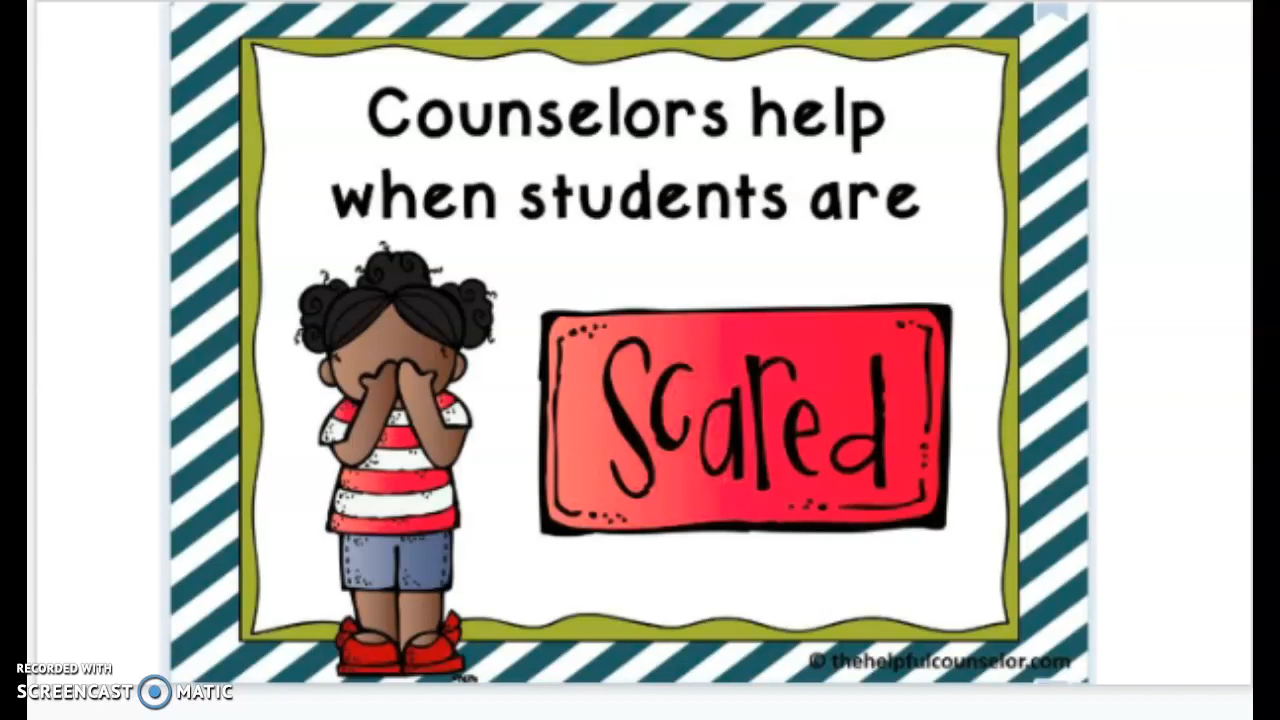 Counselors help
when students are
Scared
© thehelpfulcounselor.com
RECORDED WITH
SCREENCAST MATIC